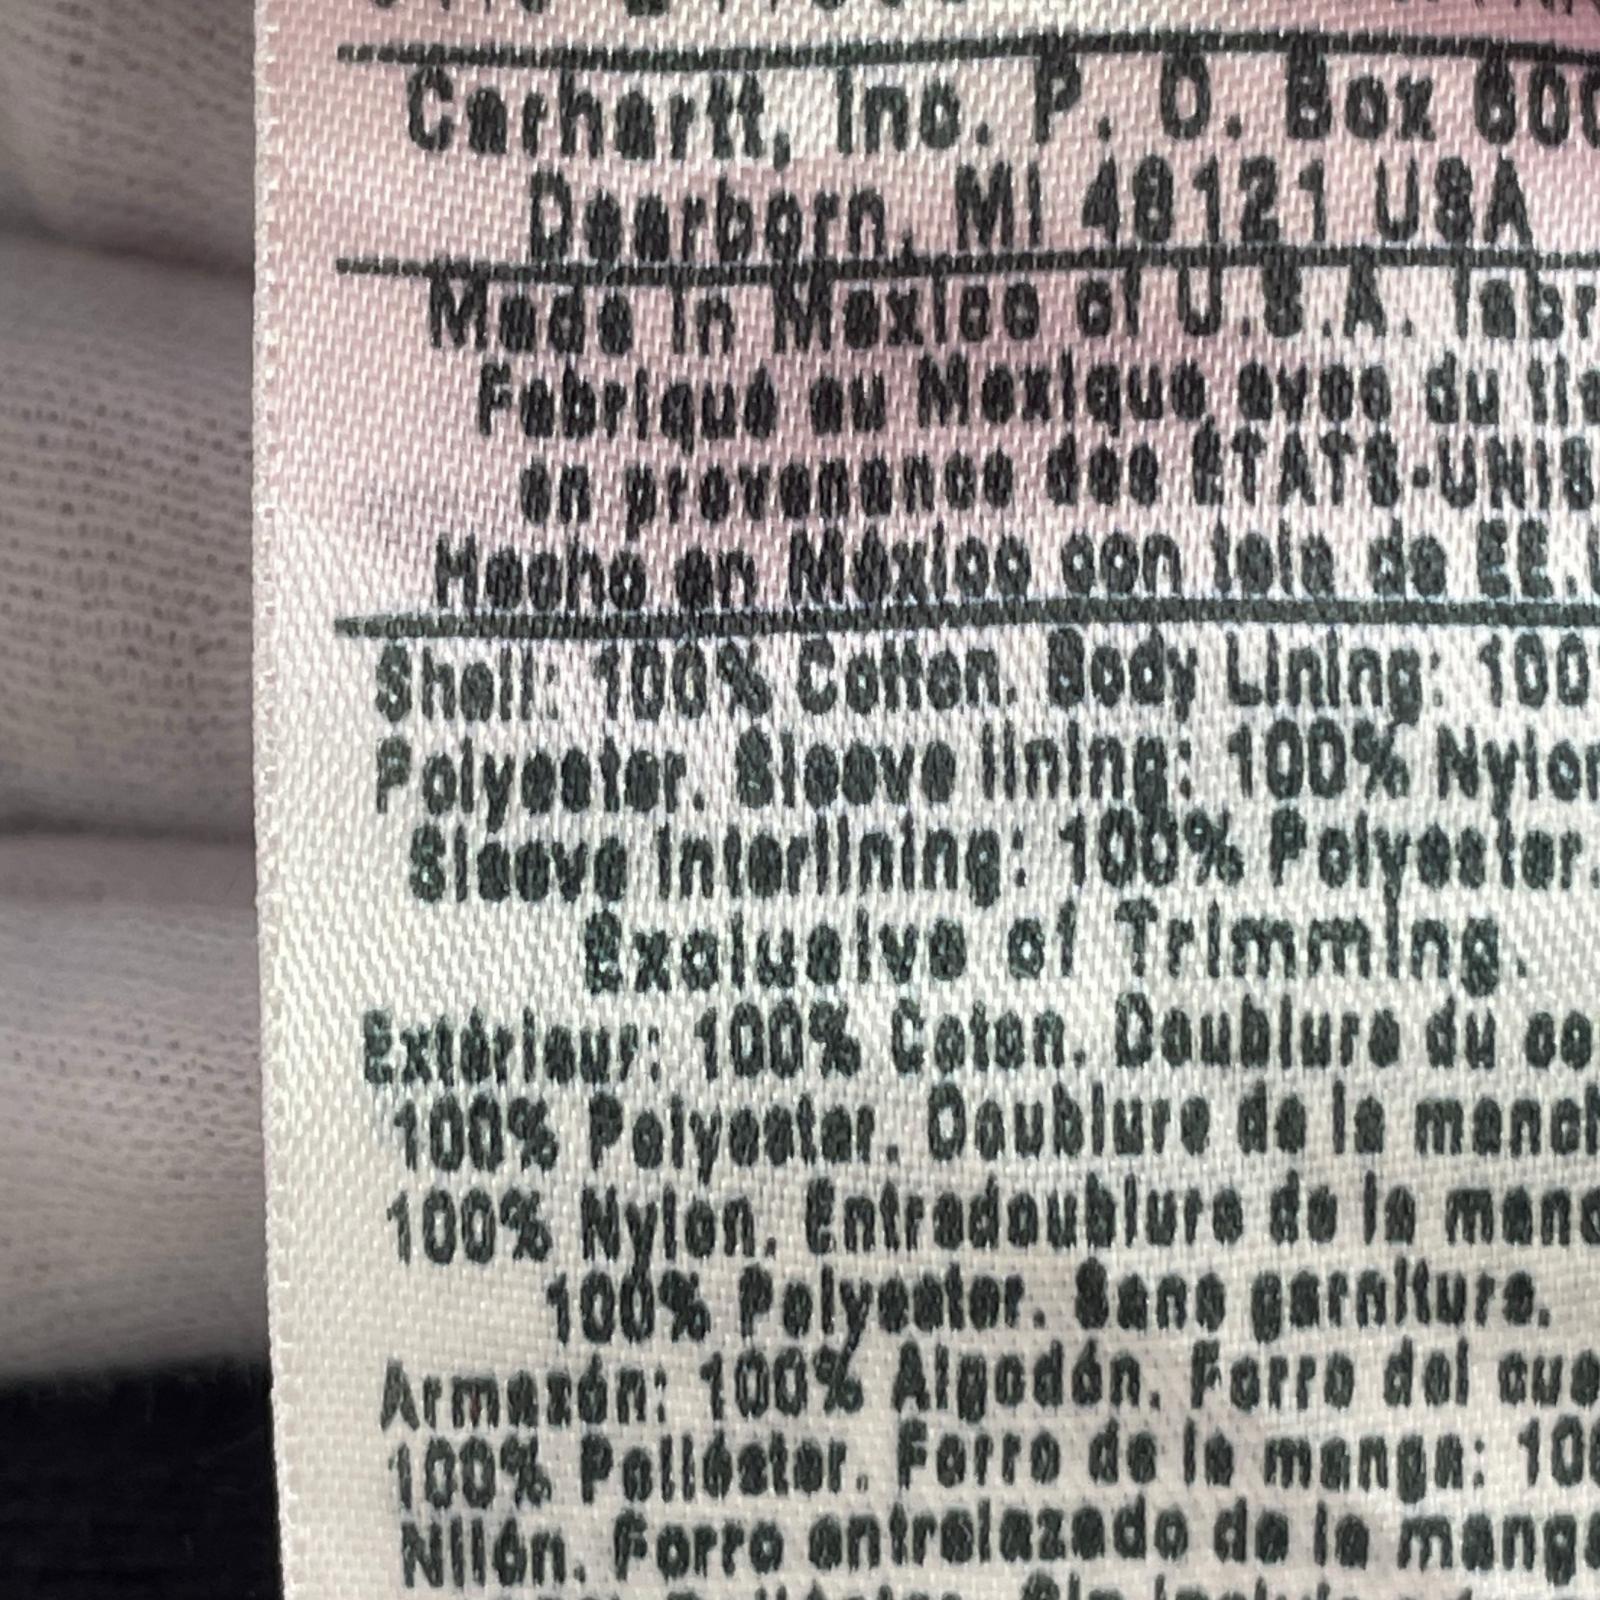 Carhartt, Inc. P. O. Box 600
Dearborn, MI 48121 USA
Made in Mexico of U.S.A. fabr
Fabriqué au Mexique avec du tis
en provenance des ÉTATS-UNIS
Hecho en México con tela de EE.
Shell: 100% Cotton. Body Lining: 100
Polyester. Sleeve lining: 100% Nylon
Sleeve Interlining: 100% Polyester.
Exclusive of Trimming.
Extérieur: 100% Coton. Doublure du co
100% Polyester. Doublure de la manch
100% Nylon. Entredoublure de la manc
100% Polyester. Sans garniture.
Armazón: 100% Algodón. Forro del cue
100% Poliéster. Forro de la manga: 100
Nilón. Forro entrelazado de la manga